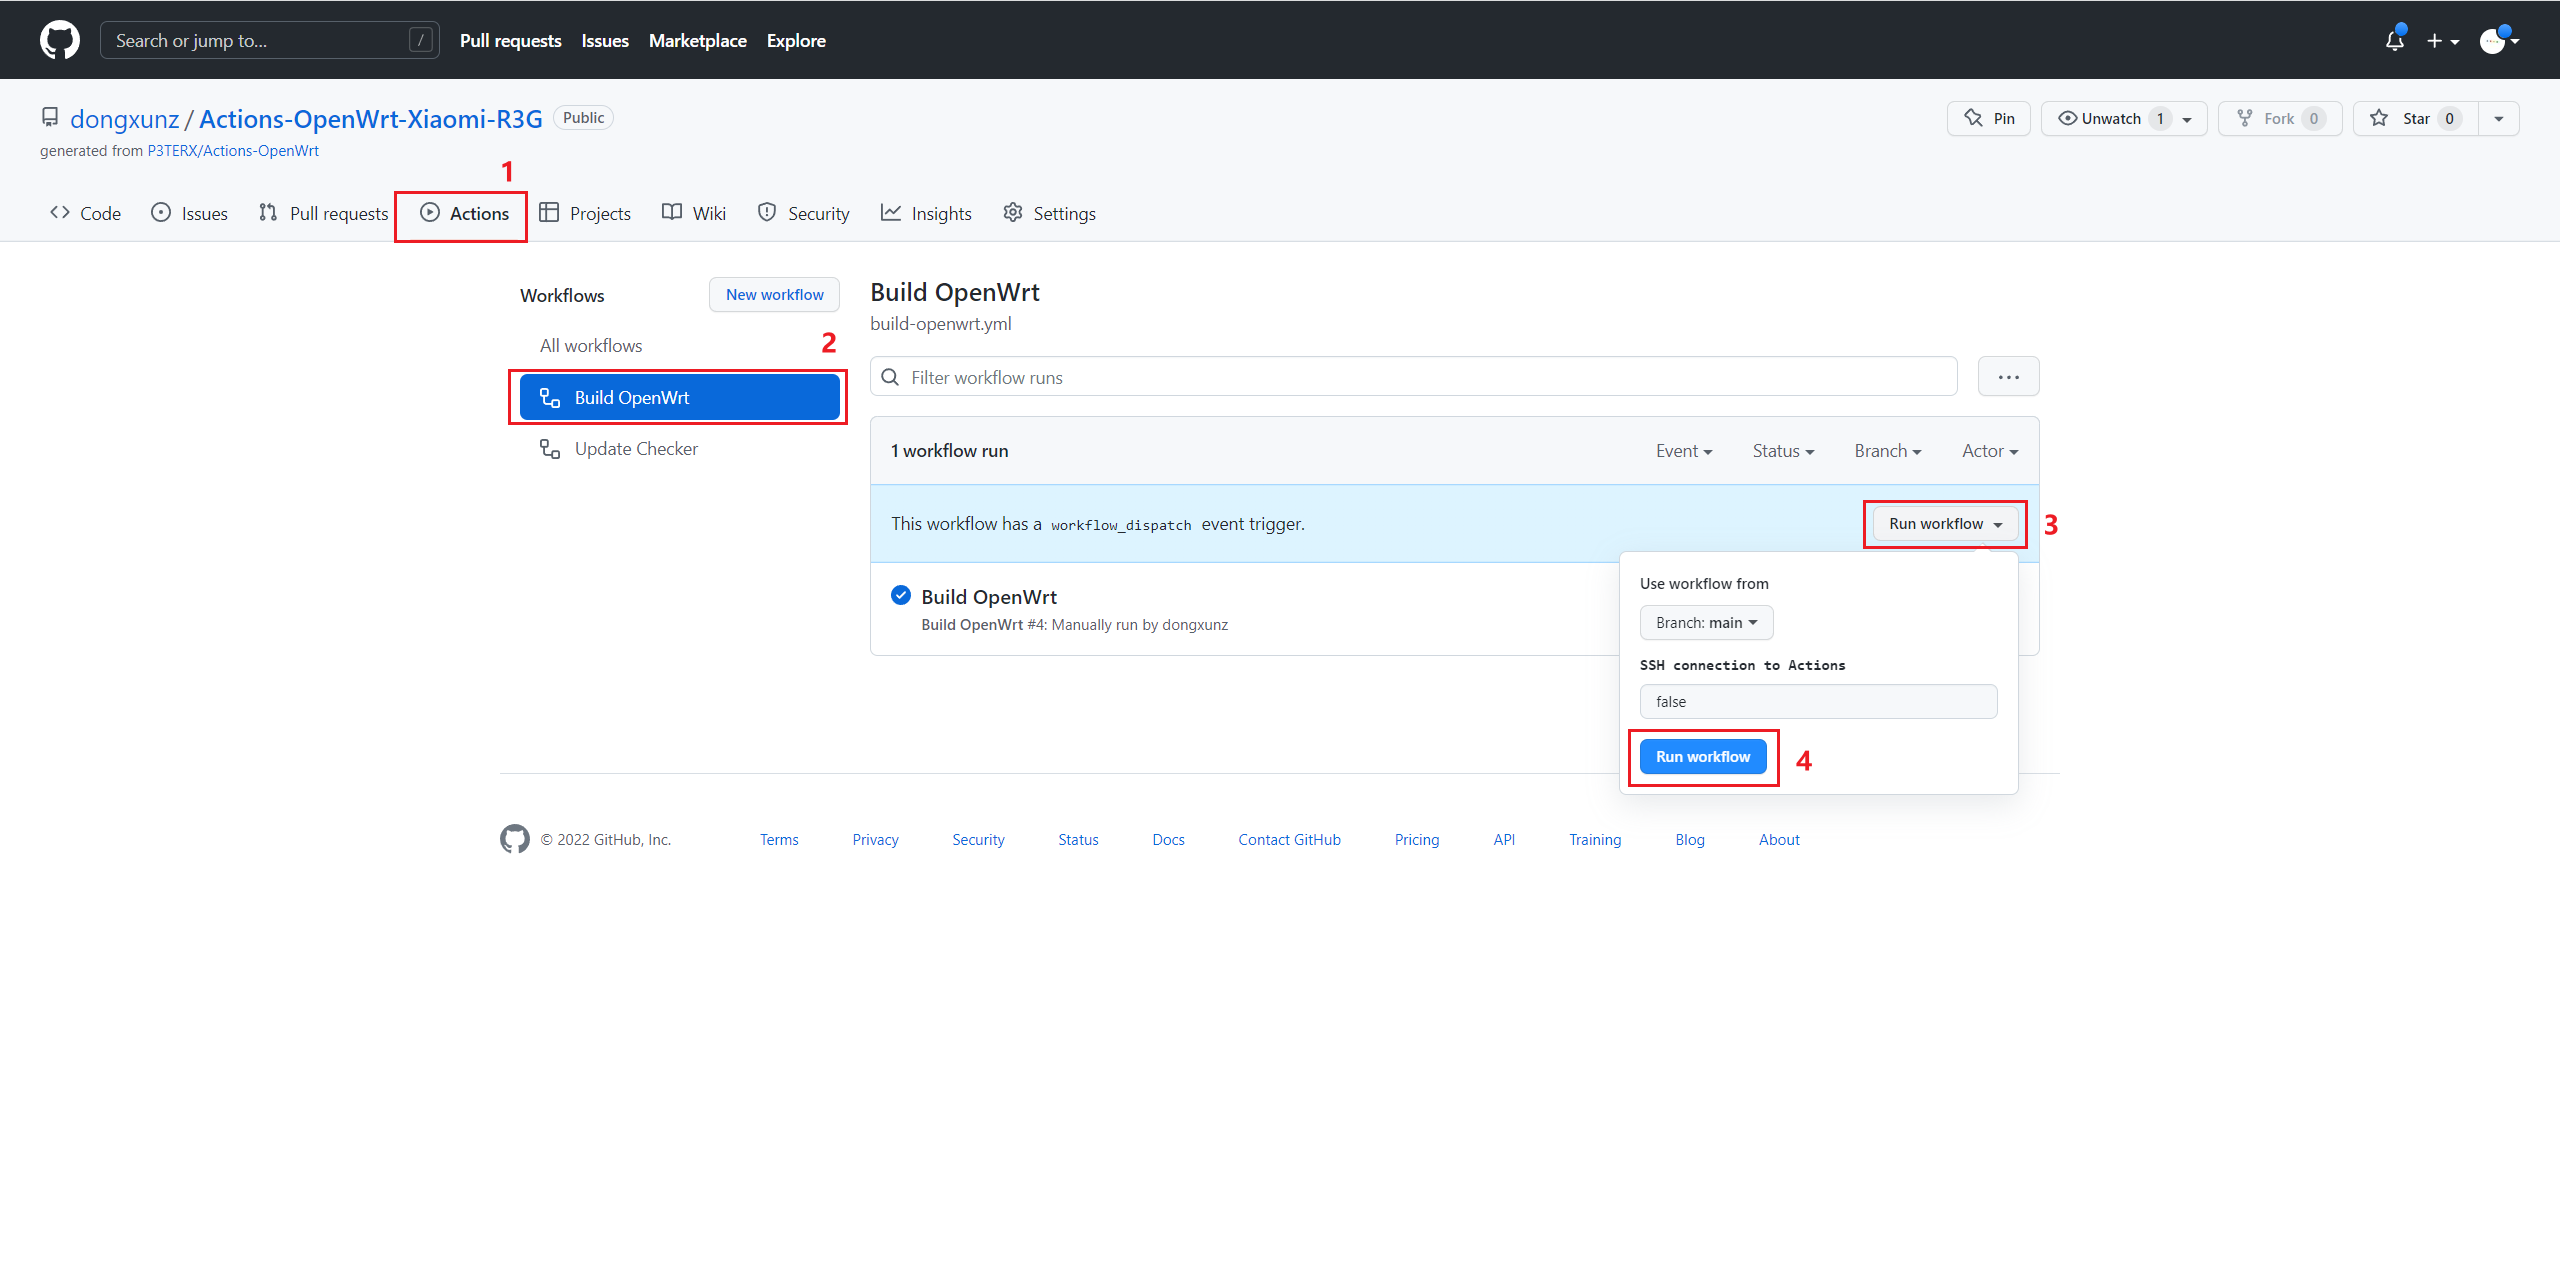 Search or jump to... / Pull requests Issues Marketplace Explore
dongxunz / Actions-OpenWrt-Xiaomi-R3G Public Pin Unwatch 1 Fork 0 Star 0
generated from P3TERX/Actions-OpenWrt
1
Code Issues Pull requests Actions Projects Wiki Security Insights Settings
Workflows New workflow
All workflows
2
Build OpenWrt
Update Checker
Build OpenWrt
build-openwrt.yml
Filter workflow runs ...
1 workflow run Event Status Branch Actor
This workflow has a workflow_dispatch event trigger. Run workflow 3
Build OpenWrt
Build OpenWrt #4: Manually run by dongxunz
Use workflow from
Branch: main
SSH connection to Actions
false
Run workflow 4
© 2022 GitHub, Inc. Terms Privacy Security Status Docs Contact GitHub Pricing API Training Blog About